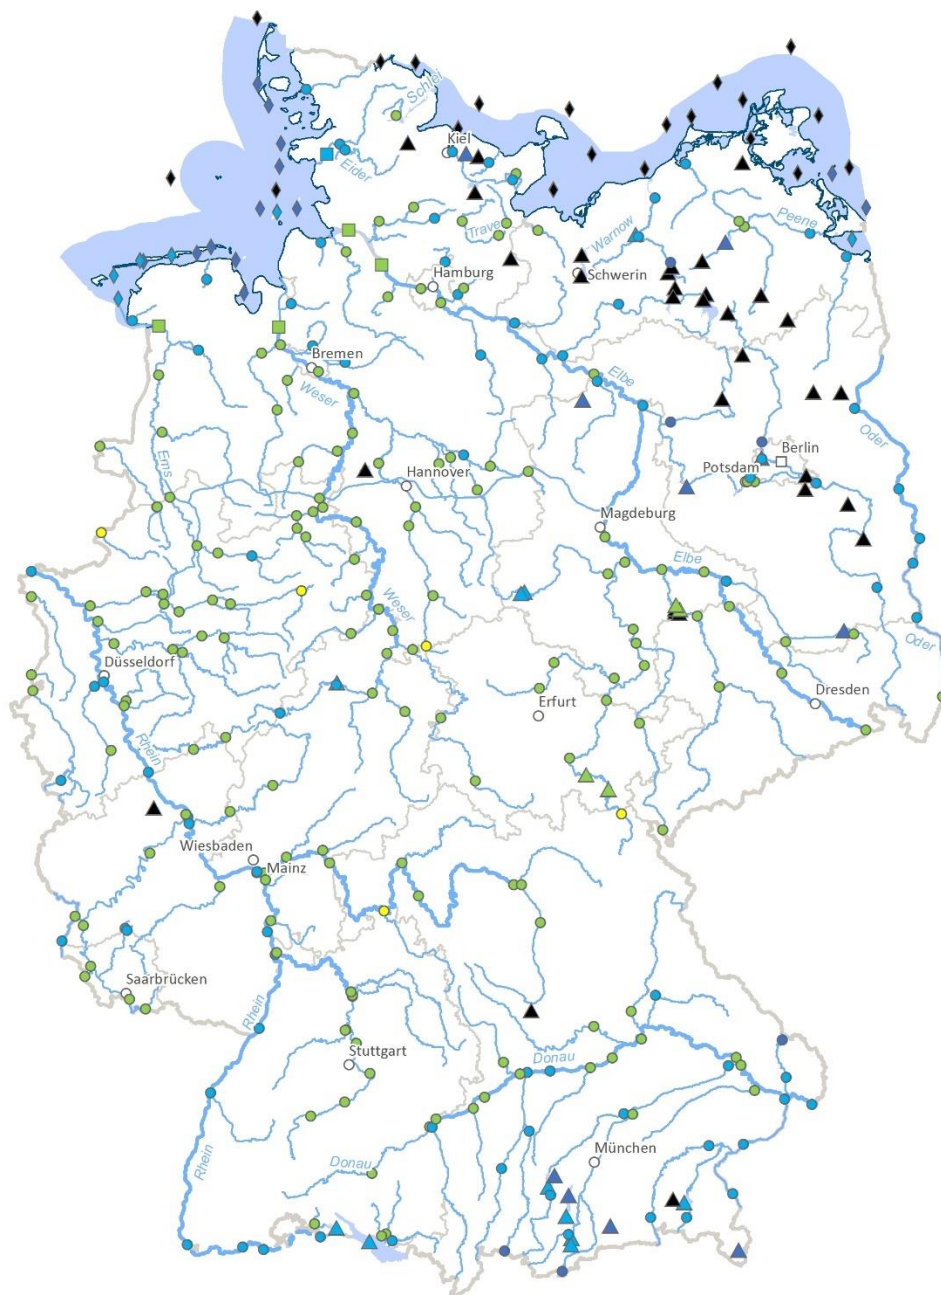 Schlei
Kiel
Eider
Trave
Warnow
Peene
Schwerin
Hamburg
Bremen
Weser
Elbe
Oder
Ems
Hannover
Potsdam
Berlin
Magdeburg
Elbe
Weser
Oder
Düsseldorf
Erfurt
Dresden
Rhein
Wiesbaden
Mainz
Saarbrücken
Rhein
Stuttgart
Donau
Rhein
Donau
München